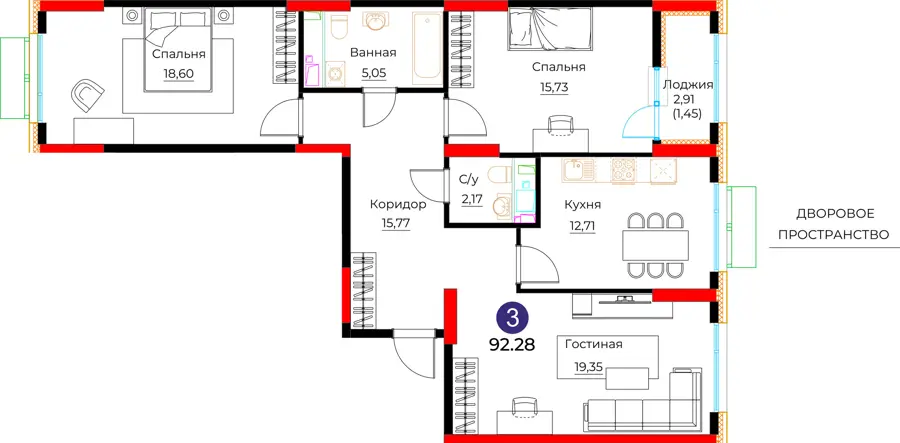 Спальня
18,60
Ванная
5,05
Спальня
15,73
Лоджия
2,91
(1,45)
С/у
2,17
Коридор
15,77
Кухня
12,71
ДВОРОВОЕ
ПРОСТРАНСТВО
3
92.28
Гостиная
19,35